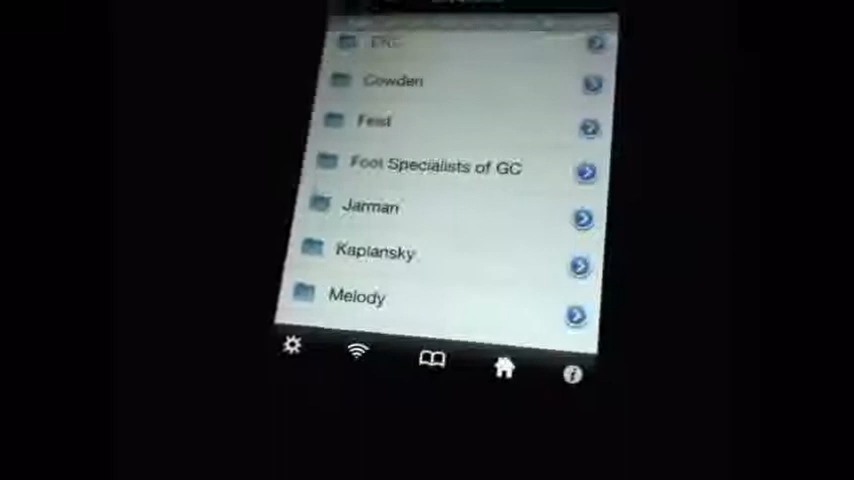 Cowden
Feist
Foot Specialists of GC
Jarman
Kaplansky
Melody